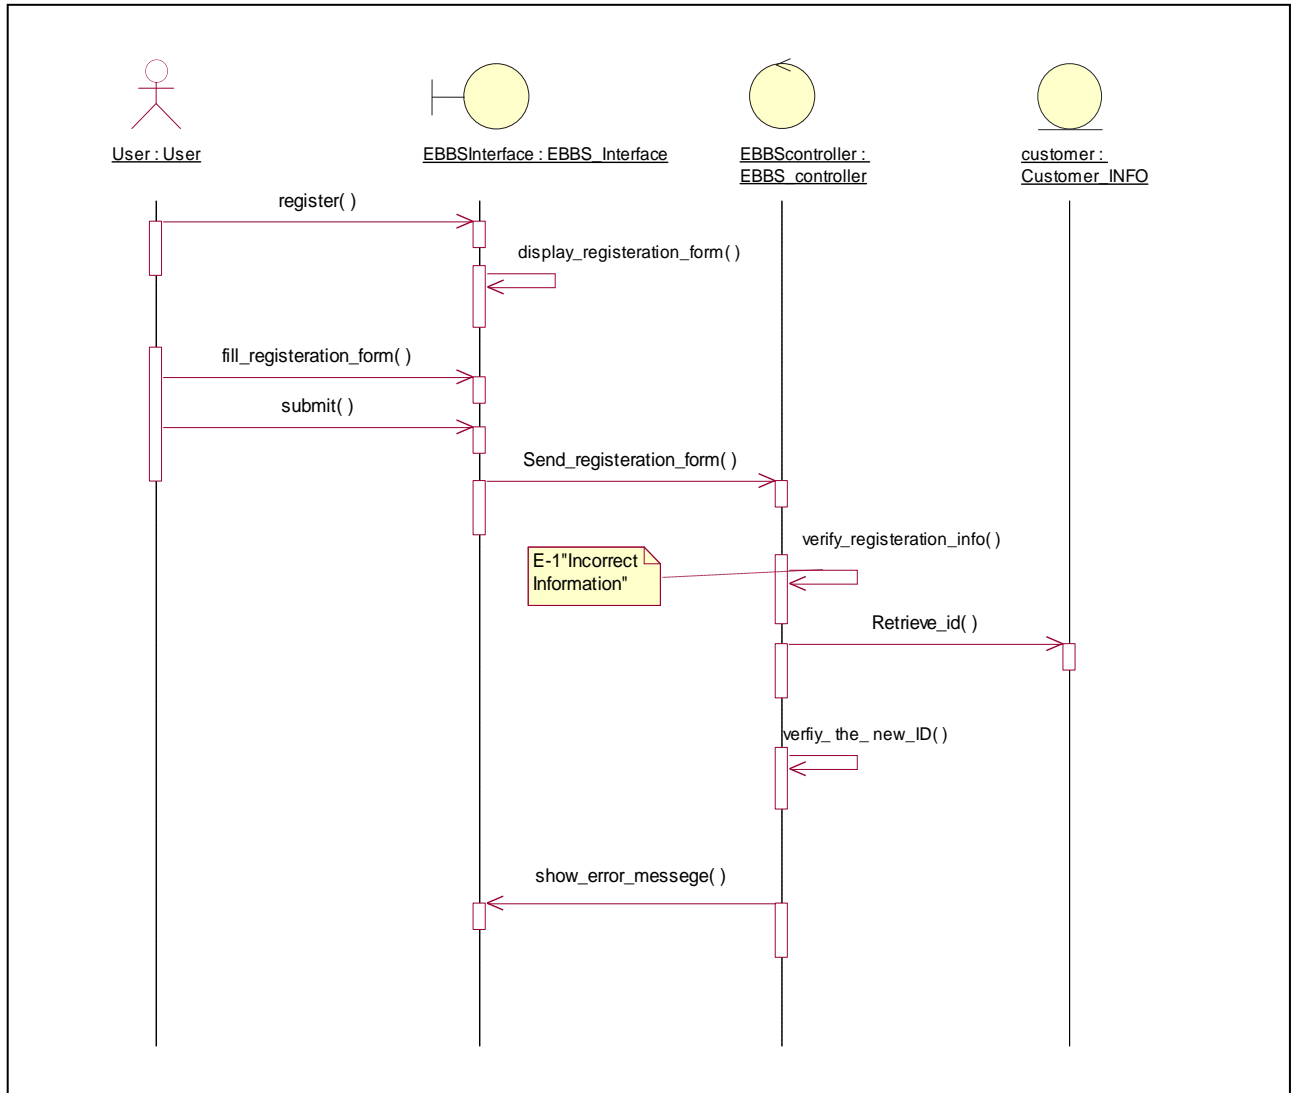 User : User
EBBSInterface : EBBS_Interface
EBBScontroller :
EBBS_controller
customer :
Customer_INFO
register( )
display_registeration_form( )
fill_registeration_form( )
submit( )
Send_registeration_form( )
verify_registeration_info( )
E-1"Incorrect
Information"
Retrieve_id( )
verfiy_ the_ new_ID( )
show_error_messege( )